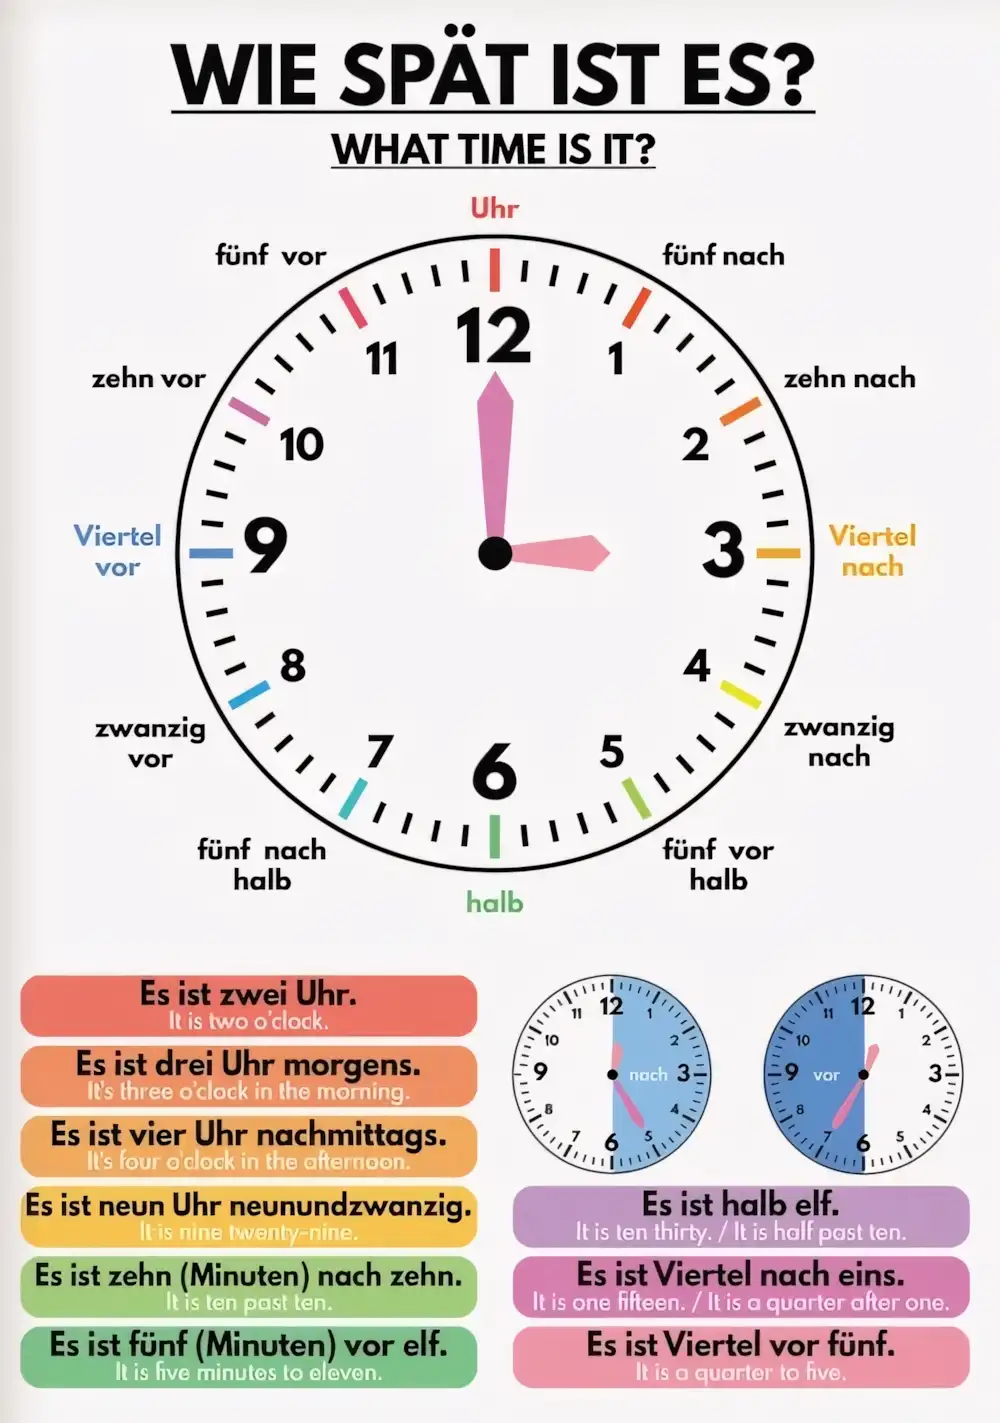 WIE SPÄT IST ES?
WHAT TIME IS IT?
Uhr
fünf vor
fünf nach
zehn vor
zehn nach
Viertel
vor
Viertel
nach
zwanzig
vor
zwanzig
nach
fünf nach
halb
fünf vor
halb
halb
12
1
2
3
4
5
6
7
8
9
10
11
Es ist zwei Uhr.
It is two o'clock.
Es ist drei Uhr morgens.
It's three o'clock in the morning.
Es ist vier Uhr nachmittags.
It's four o'clock in the afternoon.
Es ist neun Uhr neunundzwanzig.
It is nine twenty-nine.
Es ist zehn (Minuten) nach zehn.
It is ten past ten.
Es ist fünf (Minuten) vor elf.
It is five minutes to eleven.
12
1
2
3
4
5
6
7
8
9
10
11
nach
12
1
2
3
4
5
6
7
8
9
10
11
vor
Es ist halb elf.
It is ten thirty. / It is half past ten.
Es ist Viertel nach eins.
It is one fifteen. / It is a quarter after one.
Es ist Viertel vor fünf.
It is a quarter to five.